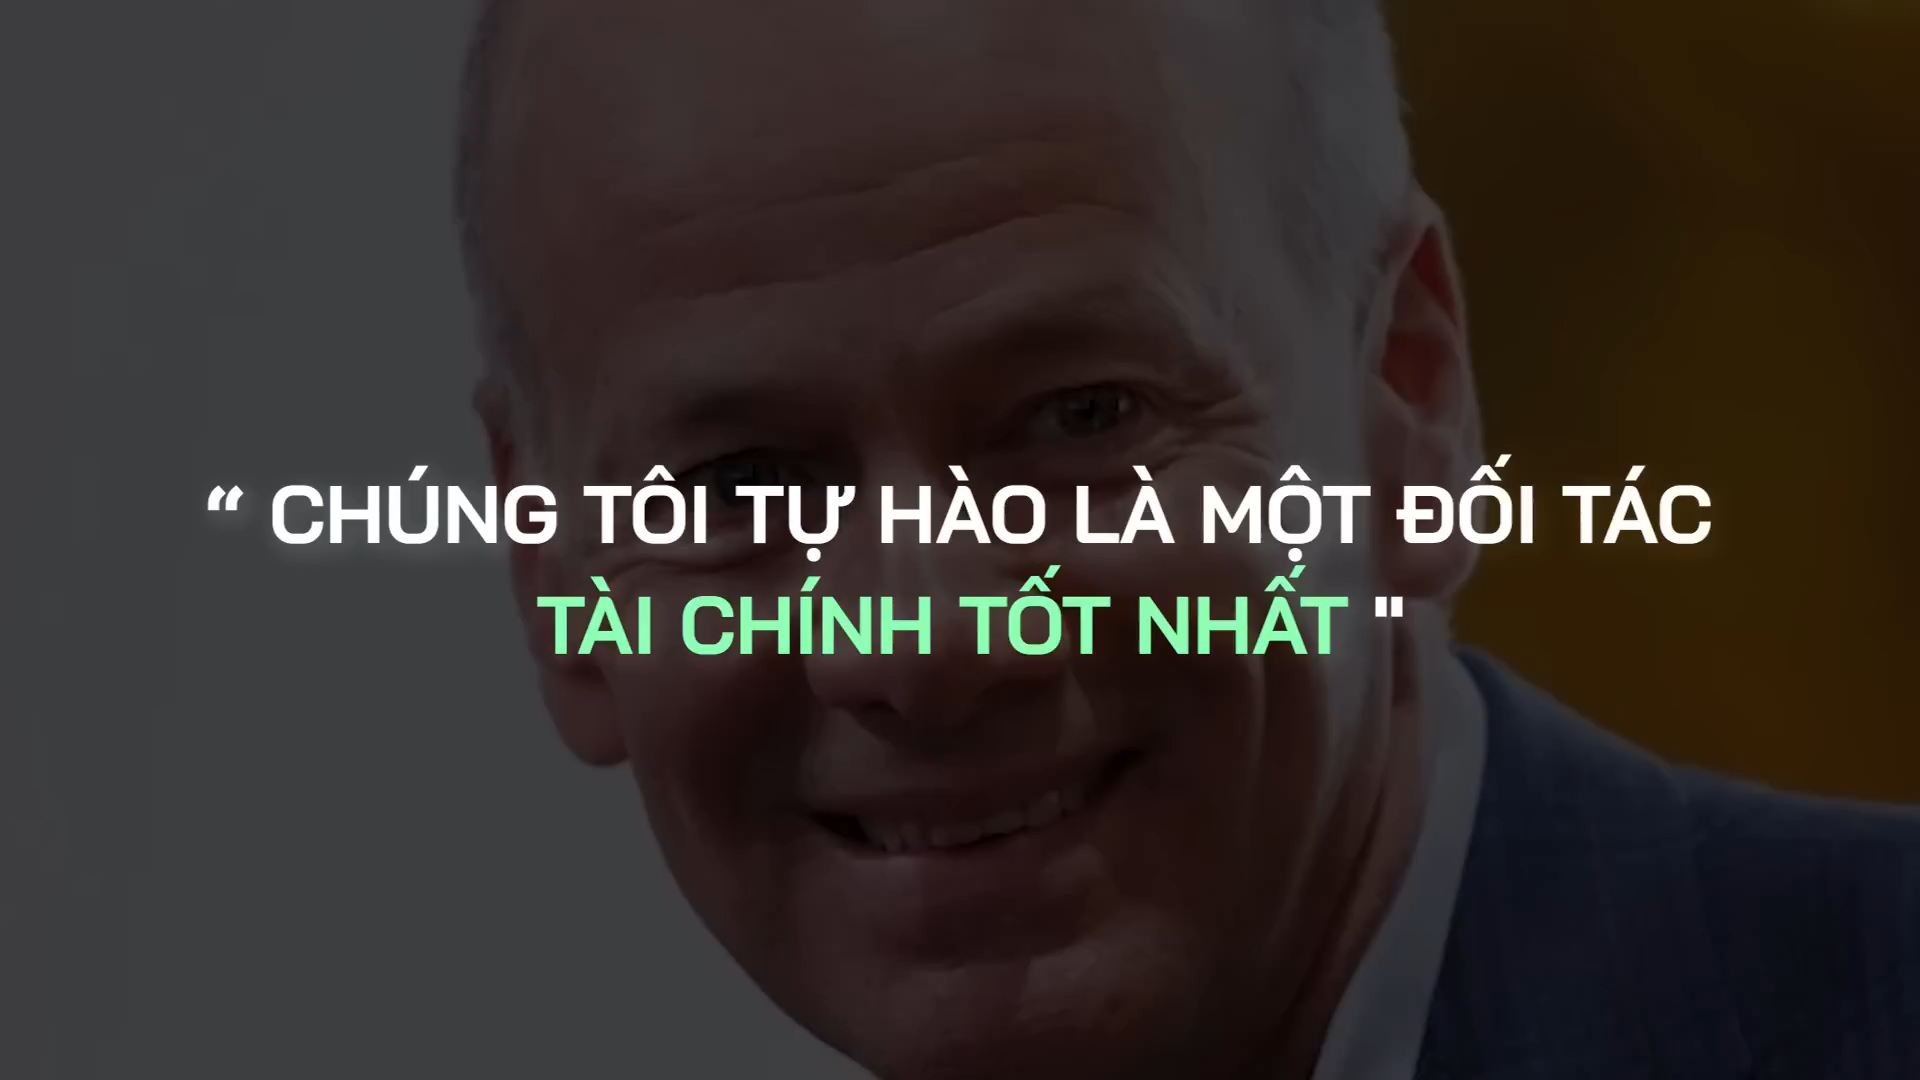 “ CHÚNG TÔI TỰ HÀO LÀ MỘT ĐỐI TÁC
TÀI CHÍNH TỐT NHẤT "